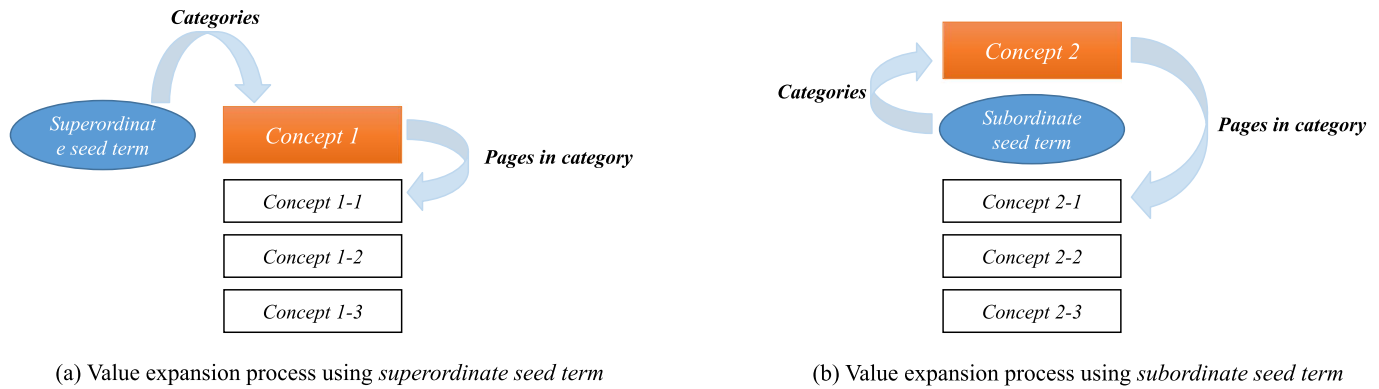 Categories
Superordinat
e seed term
Concept 1
Pages in category
Concept 1-1
Concept 1-2
Concept 1-3
(a) Value expansion process using superordinate seed term
Concept 2
Categories
Subordinate
seed term
Pages in category
Concept 2-1
Concept 2-2
Concept 2-3
(b) Value expansion process using subordinate seed term